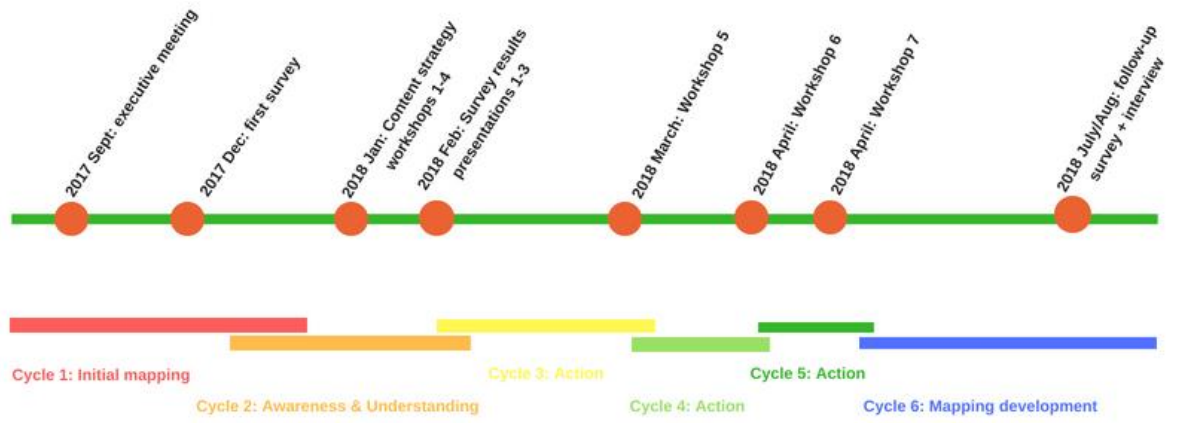 2017 Sept: executive meeting
2017 Dec: first survey
2018 Jan: Content strategy
workshops 1-4
2018 Feb: Survey results
presentations 1-3
2018 March: Workshop 5
2018 April: Workshop 6
2018 April: Workshop 7
2018 July/Aug: follow-up
survey + interview
Cycle 1: Initial mapping
Cycle 2: Awareness & Understanding
Cycle 3: Action
Cycle 4: Action
Cycle 5: Action
Cycle 6: Mapping development